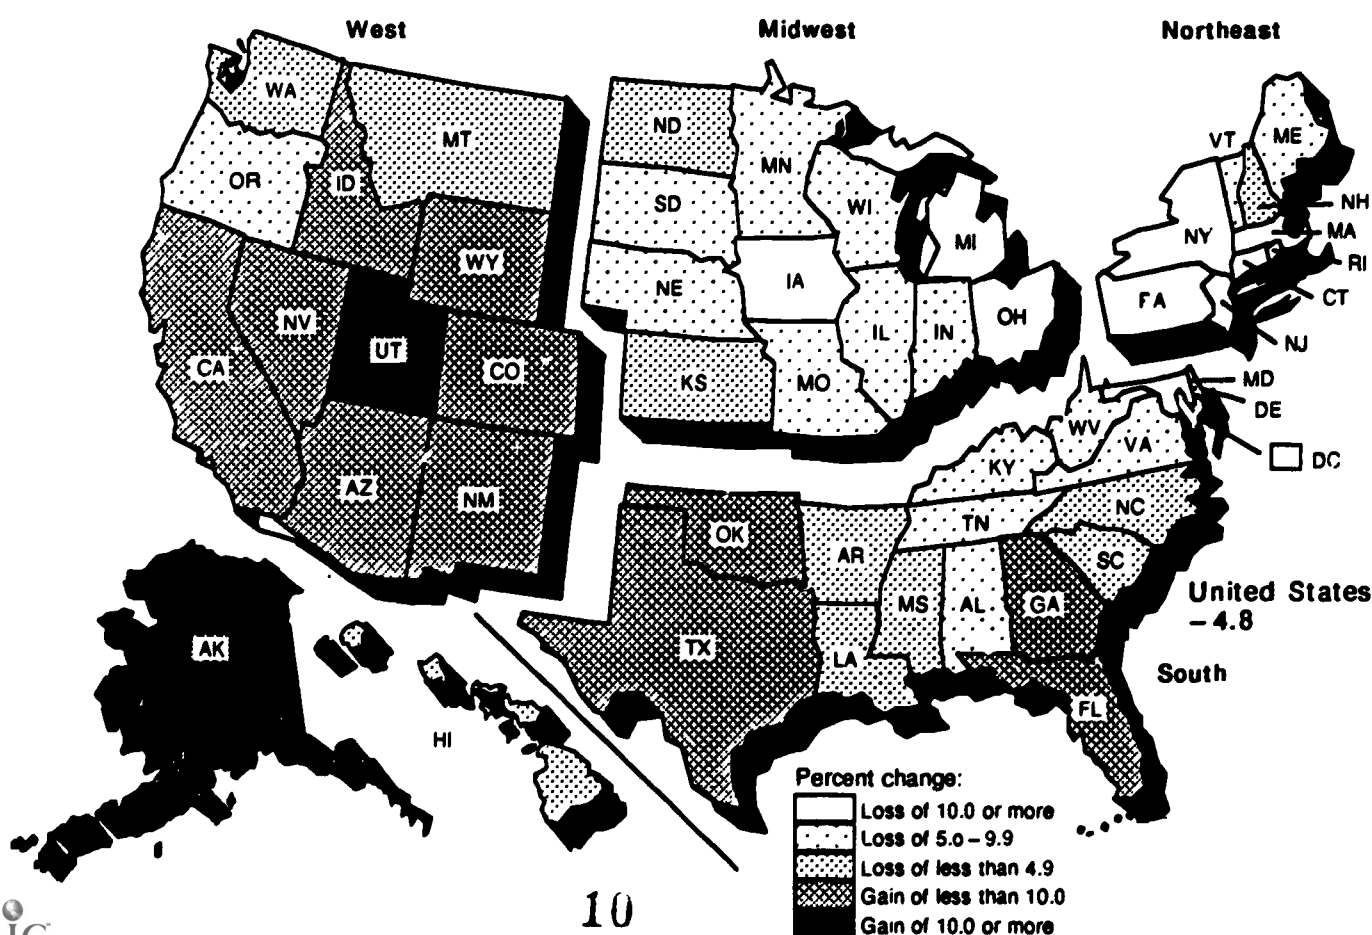 West
Midwest
Northeast
WA
MT
OR
ID
WY
NV
UT
CO
CA
AZ
NM
ND
MN
SD
WI
MI
NE
IA
IL
IN
OH
KS
MO
VT
ME
NH
MA
NY
RI
CT
PA
NJ
MD
DE
DC
WV
VA
KY
NC
TN
SC
OK
AR
MS
AL
GA
TX
LA
FL
United States
– 4.8
South
AK
HI
Percent change:
Loss of 10.0 or more
Loss of 5.o – 9.9
Loss of less than 4.9
Gain of less than 10.0
Gain of 10.0 or more
10